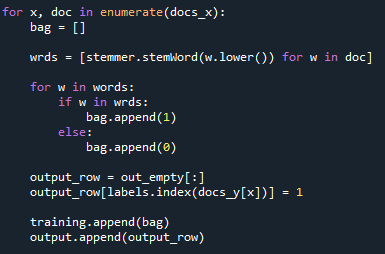 for x, doc in enumerate(docs_x):
    bag = []

    wrds = [stemmer.stemWord(w.lower()) for w in doc]

    for w in words:
        if w in wrds:
            bag.append(1)
        else:
            bag.append(0)

    output_row = out_empty[:]
    output_row[labels.index(docs_y[x])] = 1

    training.append(bag)
    output.append(output_row)